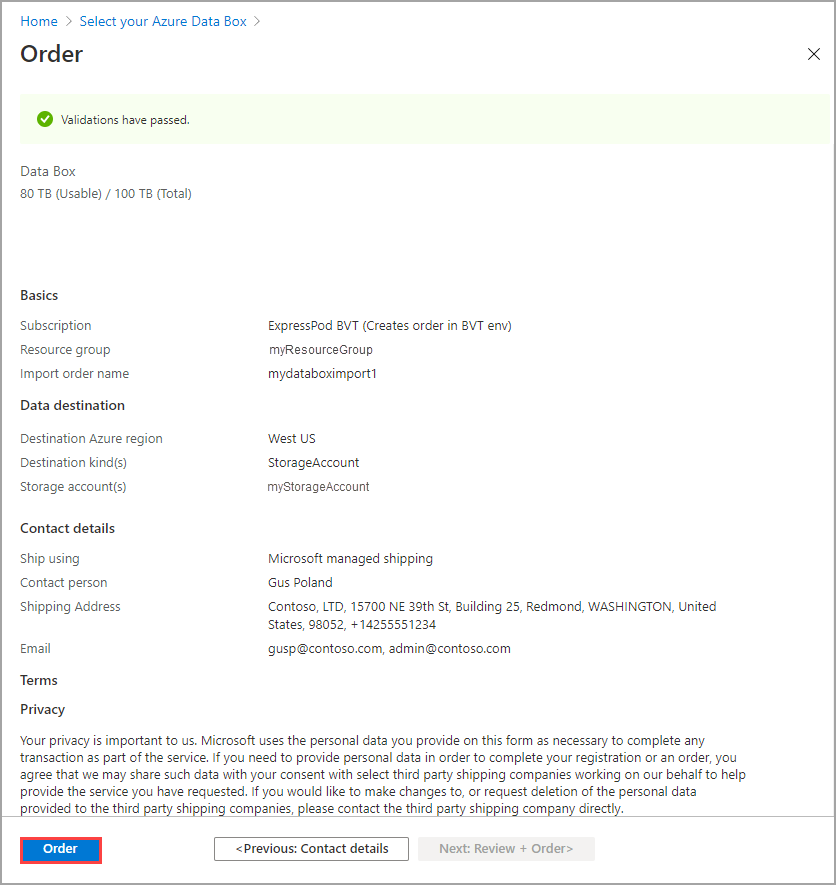 Home > Select your Azure Data Box >
Order
Validations have passed.
Data Box
80 TB (Usable) / 100 TB (Total)
Basics
Subscription ExpressPod BVT (Creates order in BVT env)
Resource group myResourceGroup
Import order name mydataboximport1
Data destination
Destination Azure region West US
Destination kind(s) StorageAccount
Storage account(s) myStorageAccount
Contact details
Ship using Microsoft managed shipping
Contact person Gus Poland
Shipping Address Contoso, LTD, 15700 NE 39th St, Building 25, Redmond, WASHINGTON, United
States, 98052, +14255551234
Email gusp@contoso.com, admin@contoso.com
Terms
Privacy
Your privacy is important to us. Microsoft uses the personal data you provide on this form as necessary to complete any
transaction as part of the service. If you need to provide personal data in order to complete your registration or an order, you
agree that we may share such data with your consent with select third party shipping companies working on our behalf to help
provide the service you have requested. If you would like to make changes to, or request deletion of the personal data
provided to the third party shipping companies, please contact the third party shipping company directly.
Order <Previous: Contact details Next: Review + Order>